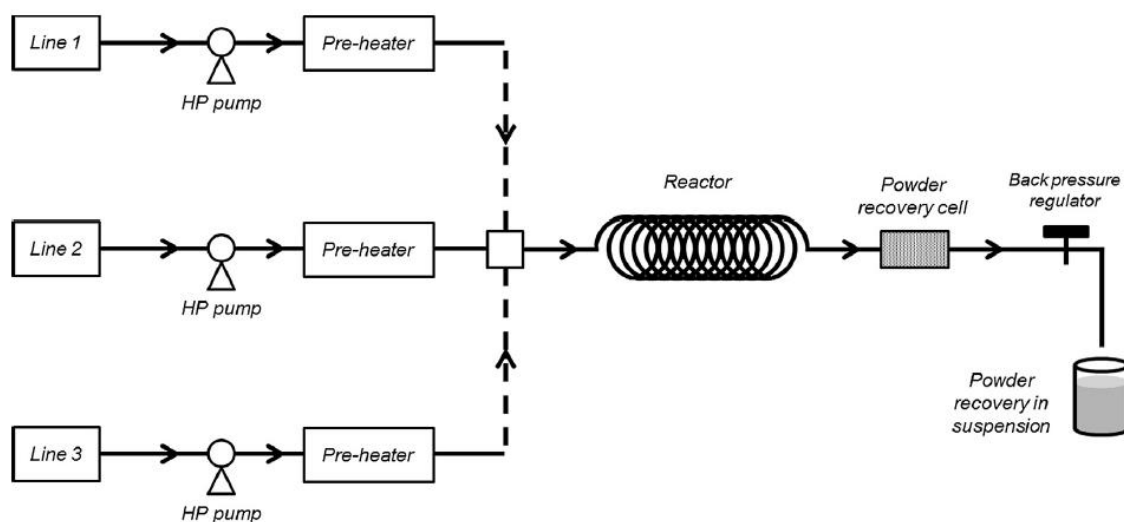 Line 1
HP pump
Pre-heater
Line 2
HP pump
Pre-heater
Line 3
HP pump
Pre-heater
Reactor
Powder
recovery cell
Back pressure
regulator
Powder
recovery in
suspension